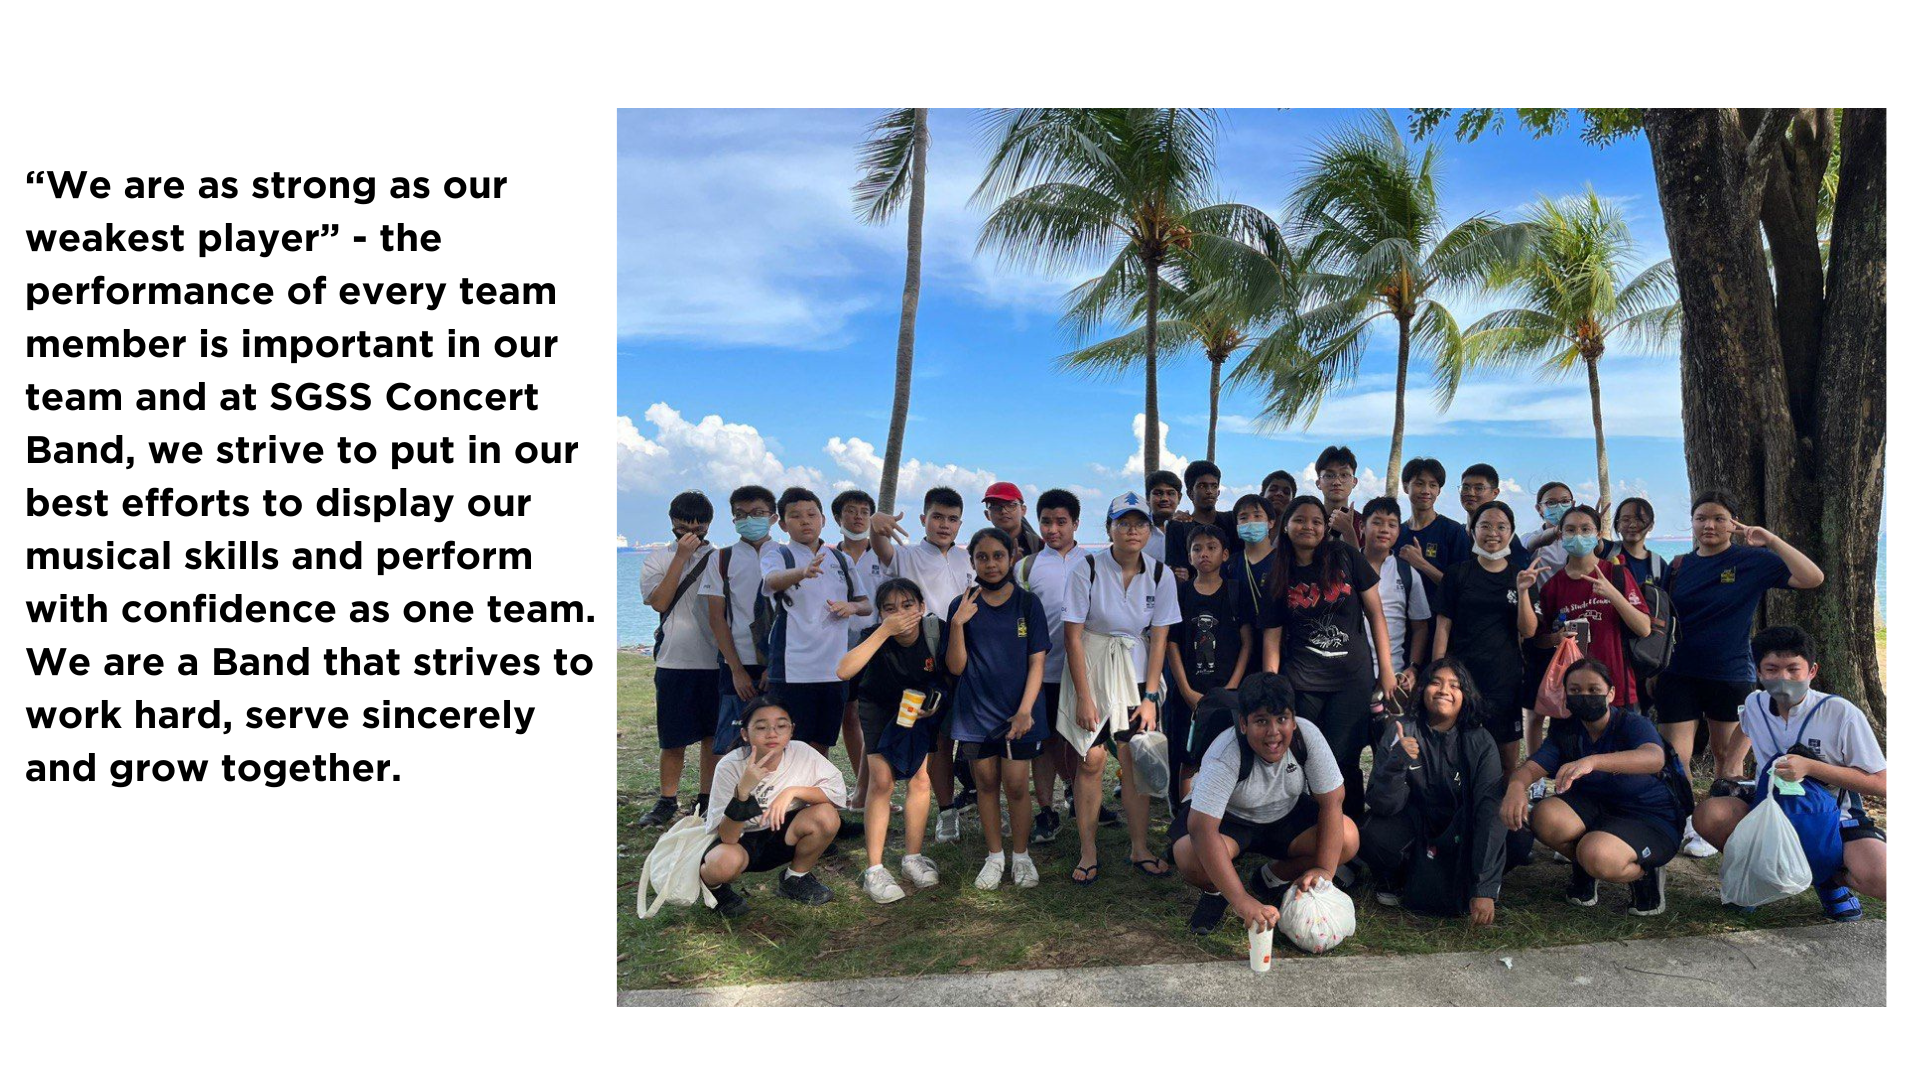 “We are as strong as our
weakest player” - the
performance of every team
member is important in our
team and at SGSS Concert
Band, we strive to put in our
best efforts to display our
musical skills and perform
with confidence as one team.
We are a Band that strives to
work hard, serve sincerely
and grow together.